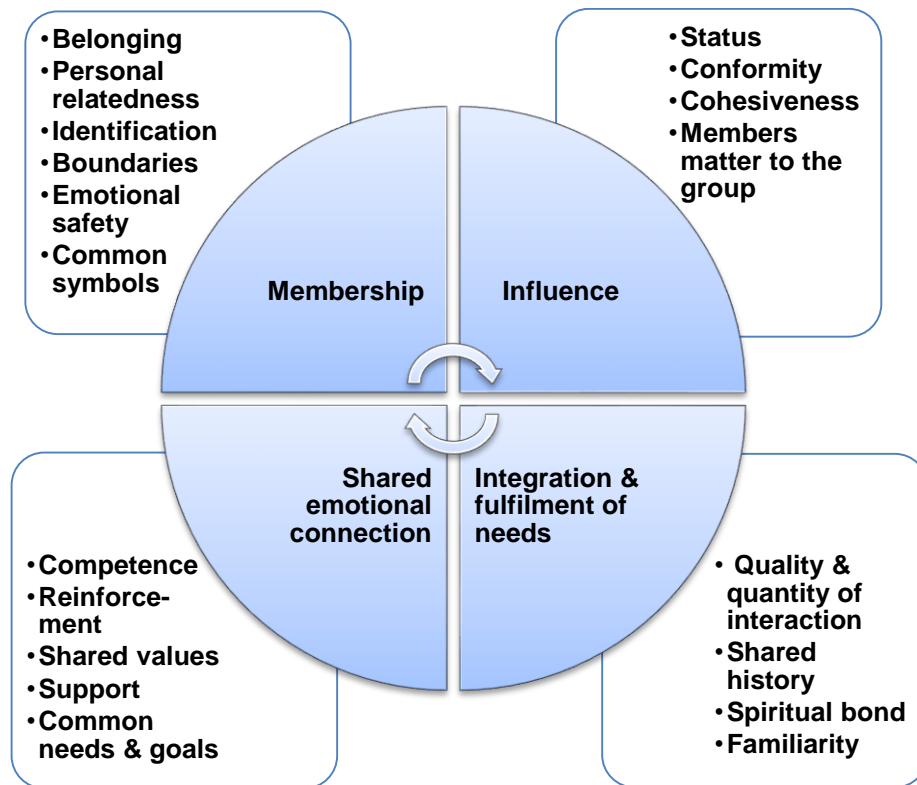 •Belonging
•Personal
relatedness
•Identification
•Boundaries
•Emotional
safety
•Common
symbols
•Status
•Conformity
•Cohesiveness
•Members
matter to the
group
Membership
Influence
Shared
emotional
connection
Integration &
fulfilment of
needs
•Competence
•Reinforce-
ment
•Shared values
•Support
•Common
needs & goals
• Quality &
quantity of
interaction
•Shared
history
•Spiritual bond
•Familiarity